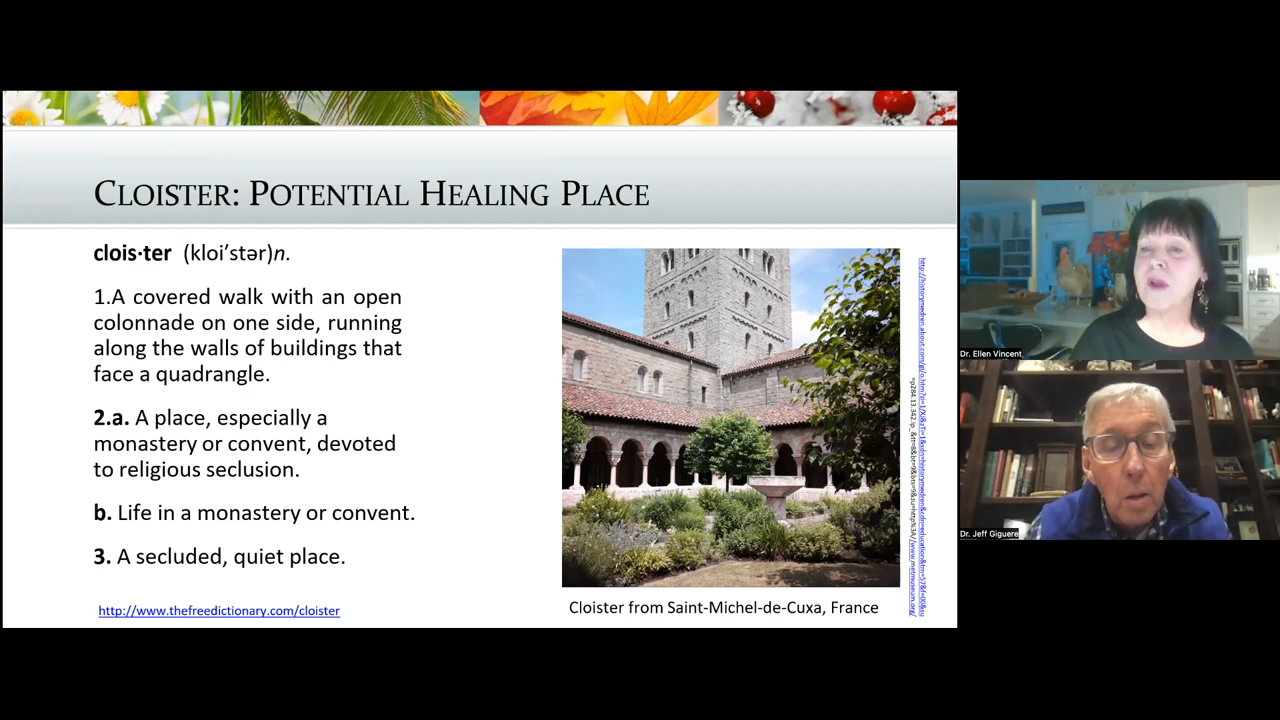 CLOISTER: POTENTIAL HEALING PLACE
clois·ter (kloi′stər)n.
1.A covered walk with an open
colonnade on one side, running
along the walls of buildings that
face a quadrangle.
2.a. A place, especially a
monastery or convent, devoted
to religious seclusion.
b. Life in a monastery or convent.
3. A secluded, quiet place.
http://www.thefreedictionary.com/cloister
Cloister from Saint-Michel-de-Cuxa, France
Dr. Ellen Vincent
Dr. Jeff Giguere